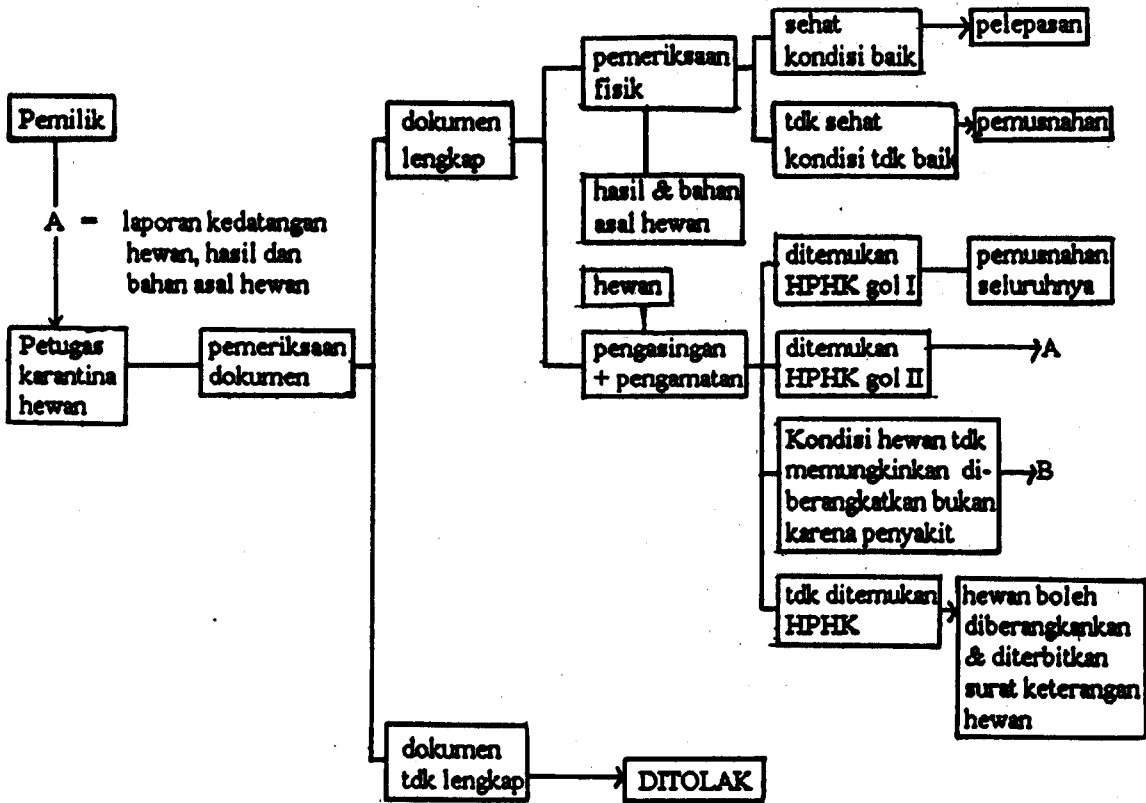 Pemilik
A = laporan kedatangan
hewan, hasil dan
bahan asal hewan
Petugas
karantina
hewan
pemeriksaan
dokumen
dokumen
lengkap
pemeriksaan
fisik
hasil & bahan
asal hewan
sehat
kondisi baik
pelepasan
tdk sehat
kondisi tdk baik
pemusnahan
hewan
pengasingan
+ pengamatan
ditemukan
HPHK gol I
pemusnahan
seluruhnya
ditemukan
HPHK gol II
A
Kondisi hewan tdk
memungkinkan di-
berangkatkan bukan
karena penyakit
B
tdk ditemukan
HPHK
hewan boleh
diberangkankan
& diterbitkan
surat keterangan
hewan
dokumen
tdk lengkap
DITOLAK